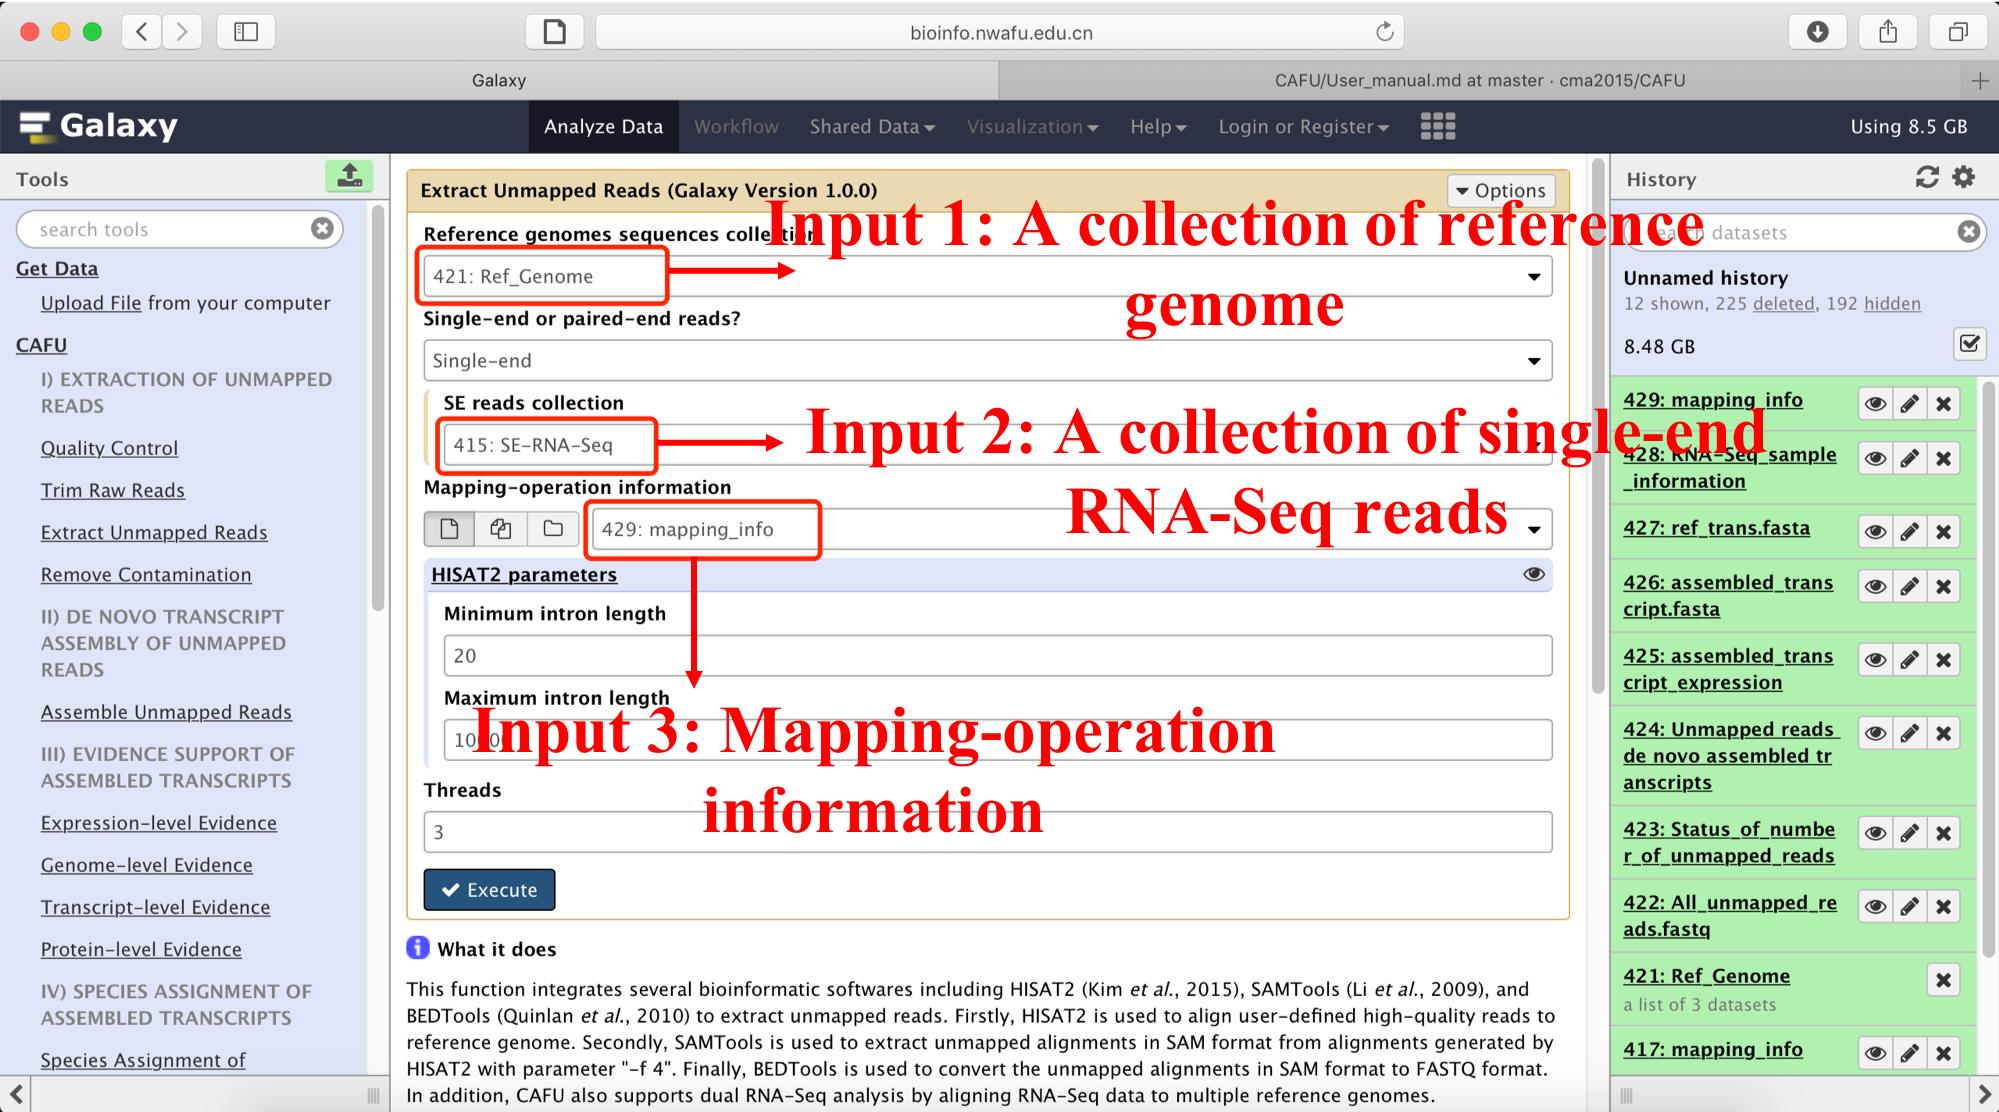 bioinfo.nwafu.edu.cn
Galaxy
CAFU/User_manual.md at master · cma2015/CAFU
Galaxy
Analyze Data
Workflow
Shared Data
Visualization
Help
Login or Register
Using 8.5 GB
Tools
search tools
Get Data
Upload File from your computer
CAFU
I) EXTRACTION OF UNMAPPED
READS
Quality Control
Trim Raw Reads
Extract Unmapped Reads
Remove Contamination
II) DE NOVO TRANSCRIPT
ASSEMBLY OF UNMAPPED
READS
Assemble Unmapped Reads
III) EVIDENCE SUPPORT OF
ASSEMBLED TRANSCRIPTS
Expression-level Evidence
Genome-level Evidence
Transcript-level Evidence
Protein-level Evidence
IV) SPECIES ASSIGNMENT OF
ASSEMBLED TRANSCRIPTS
Species Assignment of
Extract Unmapped Reads (Galaxy Version 1.0.0)
Options
Reference genomes sequences collection
Input 1: A collection of reference
genome
421: Ref_Genome
Single-end or paired-end reads?
Single-end
SE reads collection
415: SE-RNA-Seq
Input 2: A collection of single-end
RNA-Seq reads
Mapping-operation information
429: mapping_info
HISAT2 parameters
Minimum intron length
20
Maximum intron length
Input 3: Mapping-operation
information
Threads
3
Execute
What it does
This function integrates several bioinformatic softwares including HISAT2 (Kim et al., 2015), SAMTools (Li et al., 2009), and
BEDTools (Quinlan et al., 2010) to extract unmapped reads. Firstly, HISAT2 is used to align user-defined high-quality reads to
reference genome. Secondly, SAMTools is used to extract unmapped alignments in SAM format from alignments generated by
HISAT2 with parameter "-f 4". Finally, BEDTools is used to convert the unmapped alignments in SAM format to FASTQ format.
In addition, CAFU also supports dual RNA-Seq analysis by aligning RNA-Seq data to multiple reference genomes.
History
search datasets
Unnamed history
12 shown, 225 deleted, 192 hidden
8.48 GB
429: mapping_info
428: RNA-Seq_sample
_information
427: ref_trans.fasta
426: assembled_trans
cript.fasta
425: assembled_trans
cript_expression
424: Unmapped reads
de novo assembled tr
anscripts
423: Status_of_numbe
r_of_unmapped_reads
422: All_unmapped_re
ads.fastq
421: Ref_Genome
a list of 3 datasets
417: mapping_info